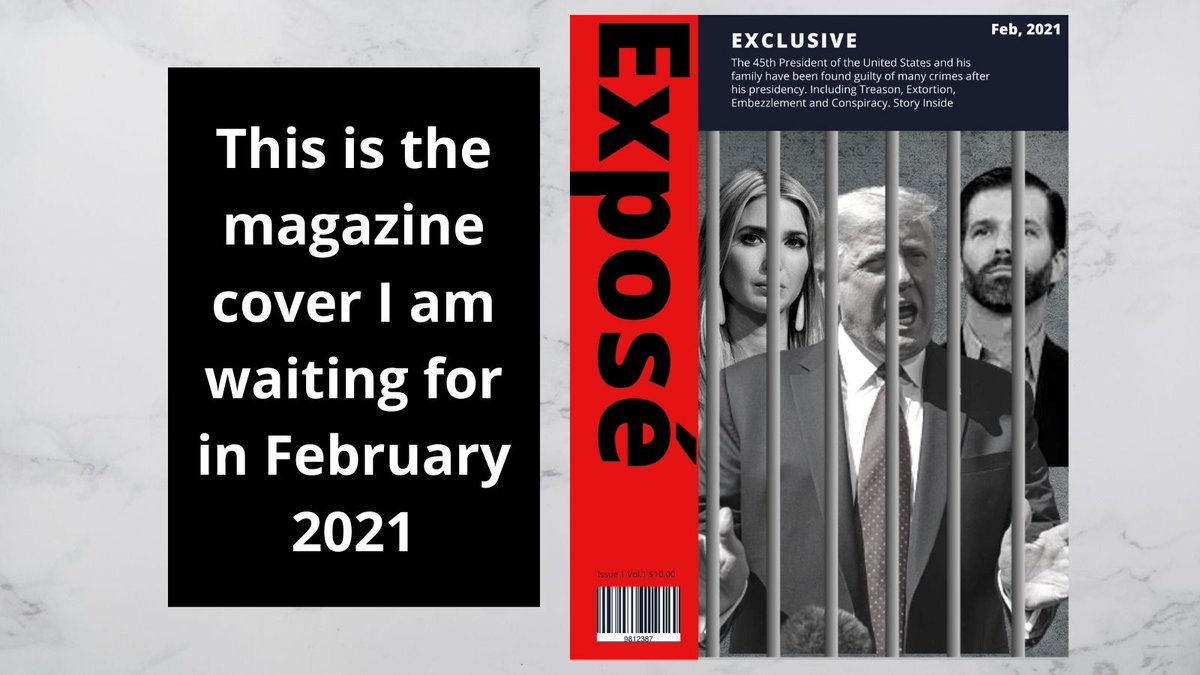 This is the
magazine
cover I am
waiting for
in February
2021
Exposé
Issue 1 Vol.1 $10.00
9812387
Feb, 2021
EXCLUSIVE
The 45th President of the United States and his
family have been found guilty of many crimes after
his presidency. Including Treason, Extortion,
Embezzlement and Conspiracy. Story Inside